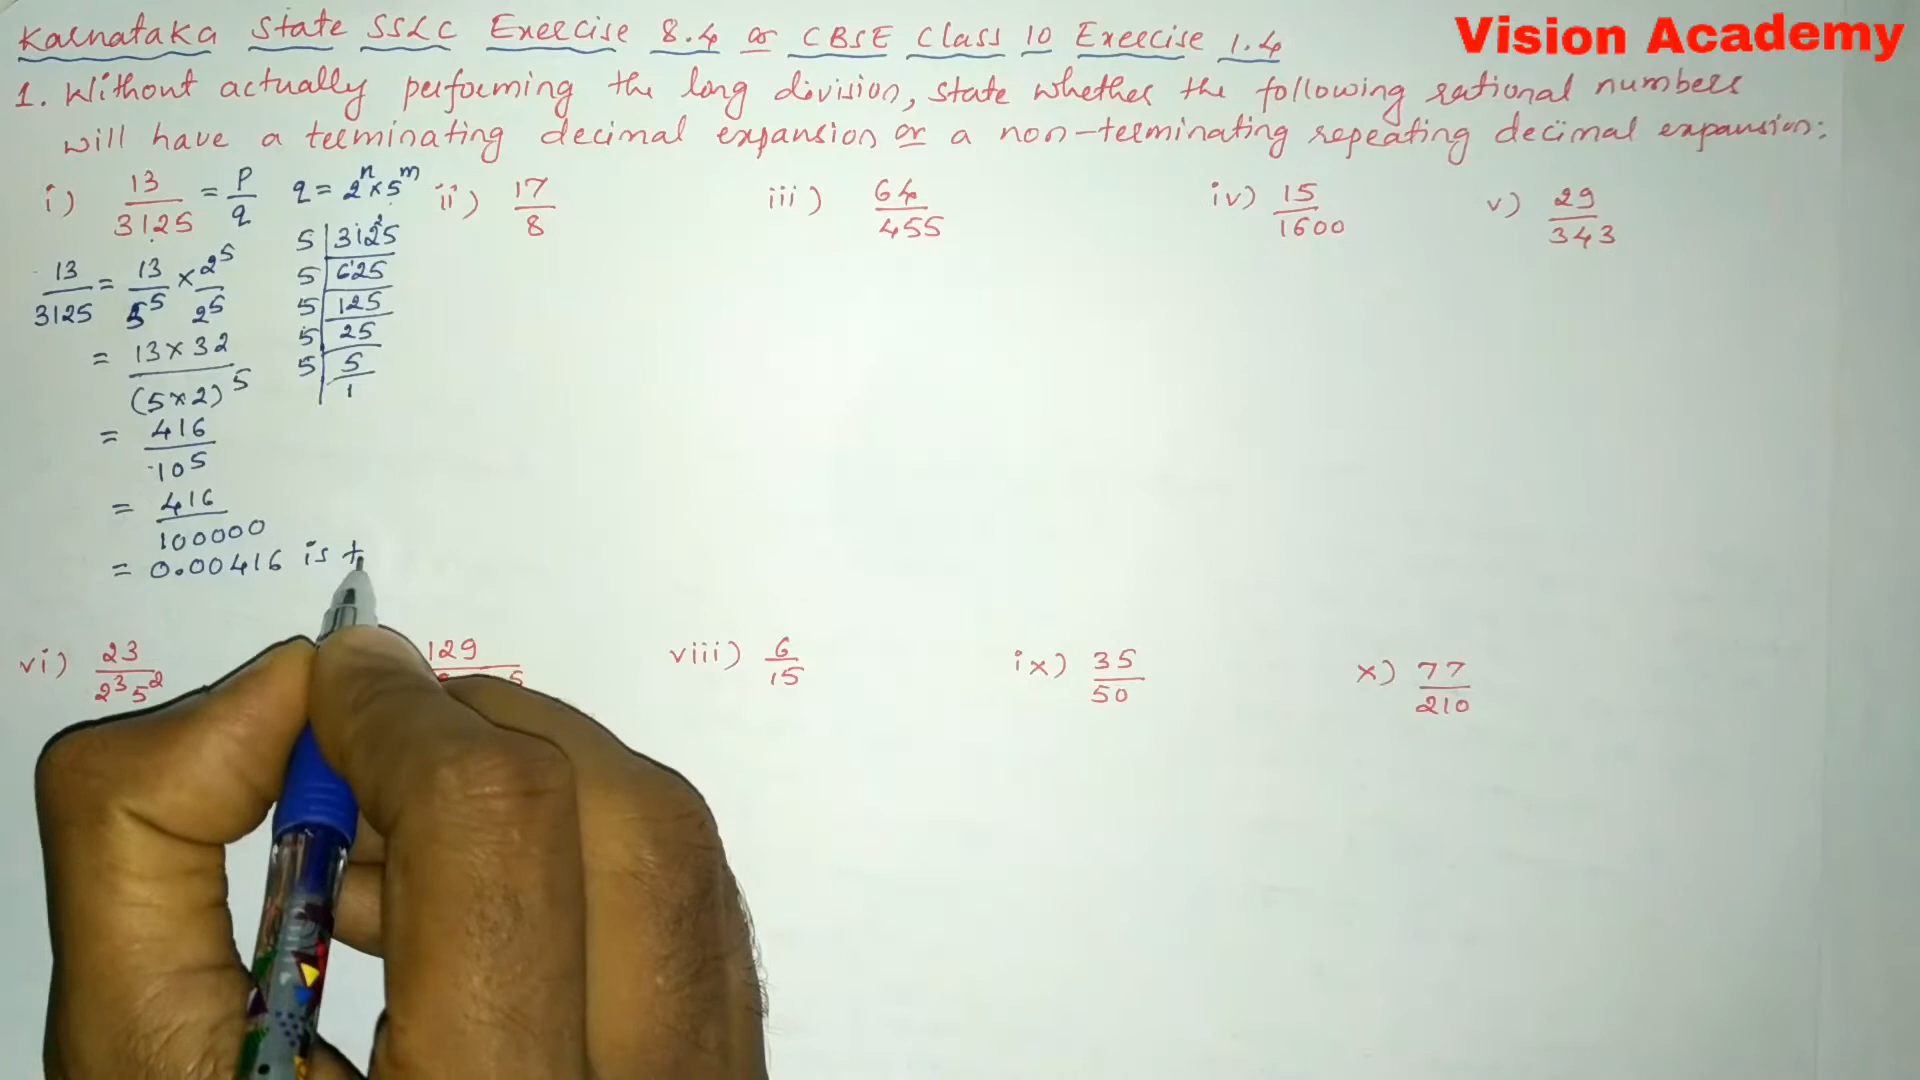 Karnataka State SSLC Exercise 8.4 or CBSE Class 10 Exercise 1.4
Vision Academy
1. Without actually performing the long division, state whether the following rational numbers
will have a terminating decimal expansion or a non-terminating repeating decimal expansion:
i) 13/3125 = P/q q = 2^n × 5^m
ii) 17/8
iii) 64/455
iv) 15/1600
v) 29/343
13/3125 = 13/5^5 × 2^5/2^5
= 13×32/(5×2)^5
= 416/10^5
= 416/100000
= 0.00416 is t
5 | 3125
5 | 625
5 | 125
5 | 25
5 | 5
1
vi) 23/2^3 5^2
129
viii) 6/15
ix) 35/50
x) 77/210